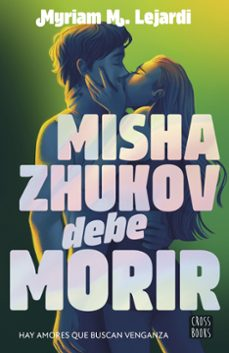 Myriam M. Lejardi
MISHA
ZHUKOV
debe
MORIR
HAY AMORES QUE BUSCAN VENGANZA
CROSS
BOOKS